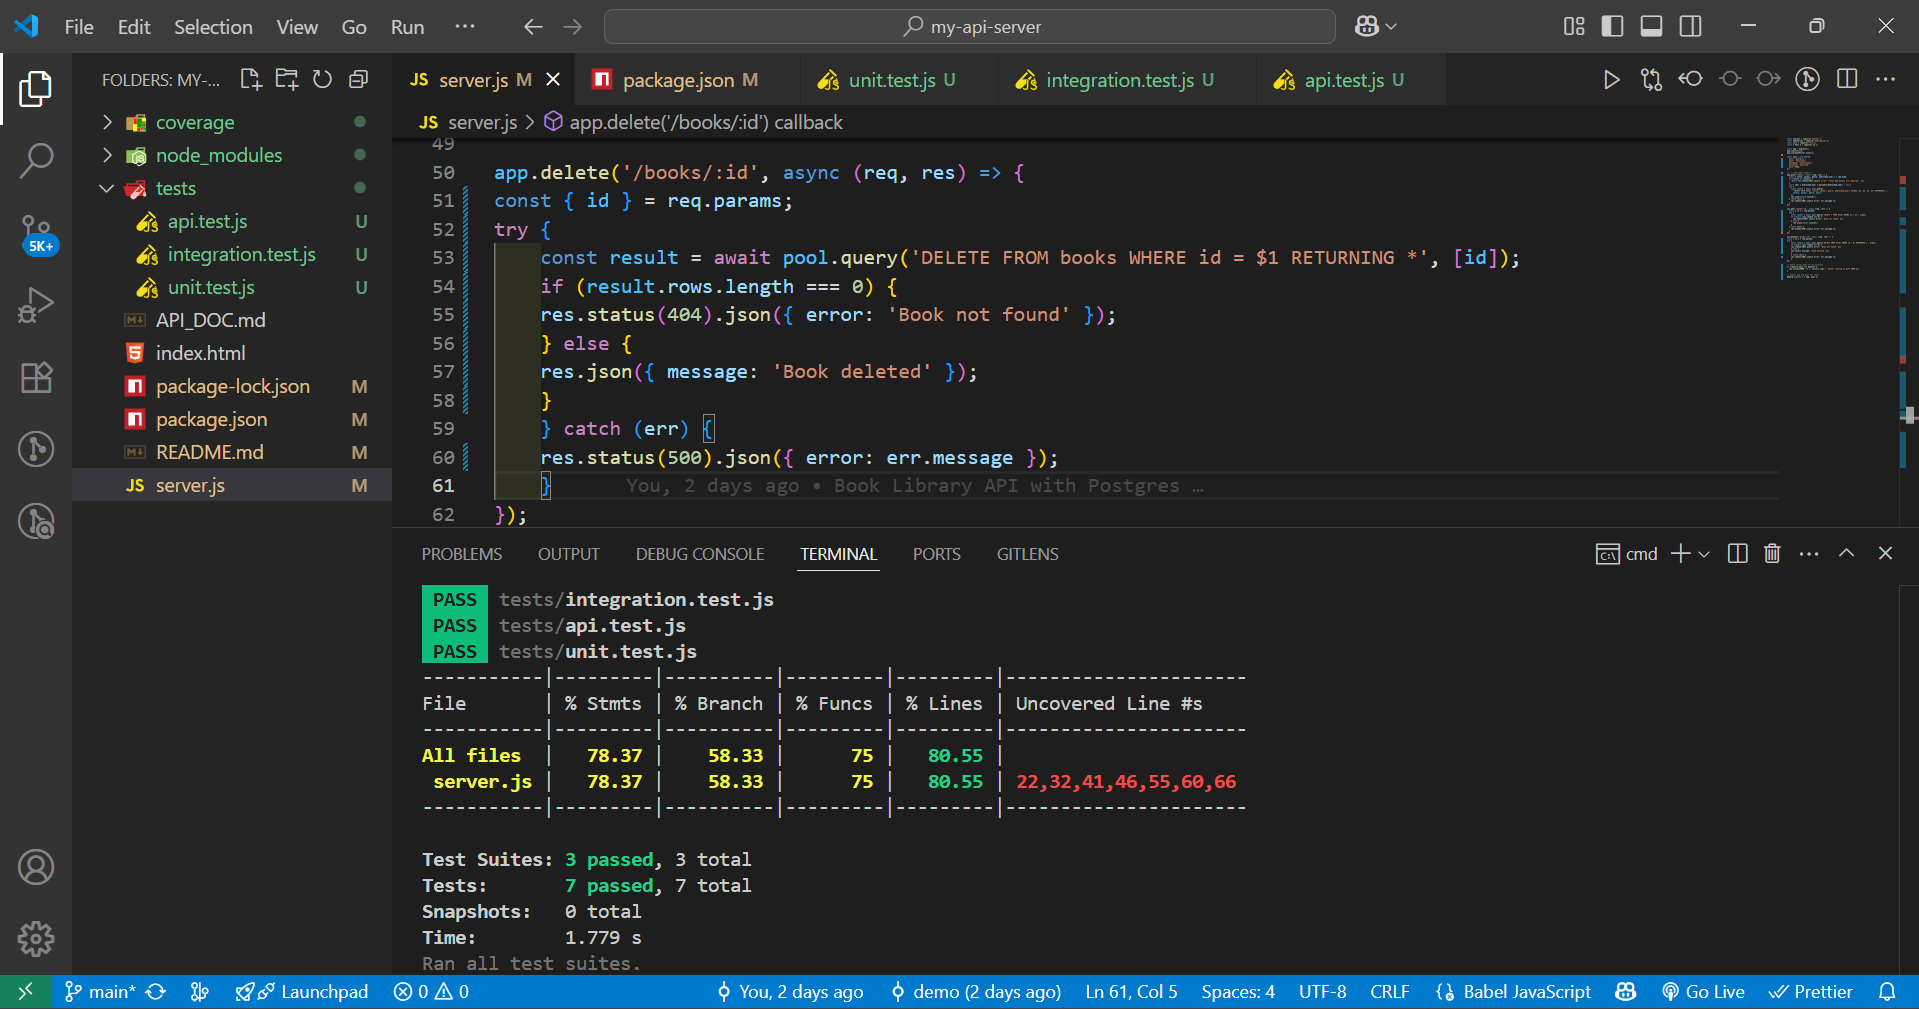 File Edit Selection View Go Run ··· my-api-server
FOLDERS: MY-...
JS server.js M package.json M unit.test.js U integration.test.js U api.test.js U
JS server.js > app.delete('/books/:id') callback
coverage
node_modules
tests
api.test.js U
integration.test.js U
unit.test.js U
API_DOC.md
index.html
package-lock.json M
package.json M
README.md M
JS server.js M
5K+
49
50 app.delete('/books/:id', async (req, res) => {
51 const { id } = req.params;
52 try {
53 const result = await pool.query('DELETE FROM books WHERE id = $1 RETURNING *', [id]);
54 if (result.rows.length === 0) {
55 res.status(404).json({ error: 'Book not found' });
56 } else {
57 res.json({ message: 'Book deleted' });
58 }
59 } catch (err) {
60 res.status(500).json({ error: err.message });
61 } You, 2 days ago • Book Library API with Postgres …
62 });
PROBLEMS OUTPUT DEBUG CONSOLE TERMINAL PORTS GITLENS cmd
PASS tests/integration.test.js
PASS tests/api.test.js
PASS tests/unit.test.js
-----------|---------|----------|---------|---------|----------------------
File | % Stmts | % Branch | % Funcs | % Lines | Uncovered Line #s
-----------|---------|----------|---------|---------|----------------------
All files | 78.37 | 58.33 | 75 | 80.55 |
server.js | 78.37 | 58.33 | 75 | 80.55 | 22,32,41,46,55,60,66
-----------|---------|----------|---------|---------|----------------------
Test Suites: 3 passed, 3 total
Tests: 7 passed, 7 total
Snapshots: 0 total
Time: 1.779 s
Ran all test suites.
main* Launchpad 0 0 You, 2 days ago demo (2 days ago) Ln 61, Col 5 Spaces: 4 UTF-8 CRLF Babel JavaScript Go Live Prettier